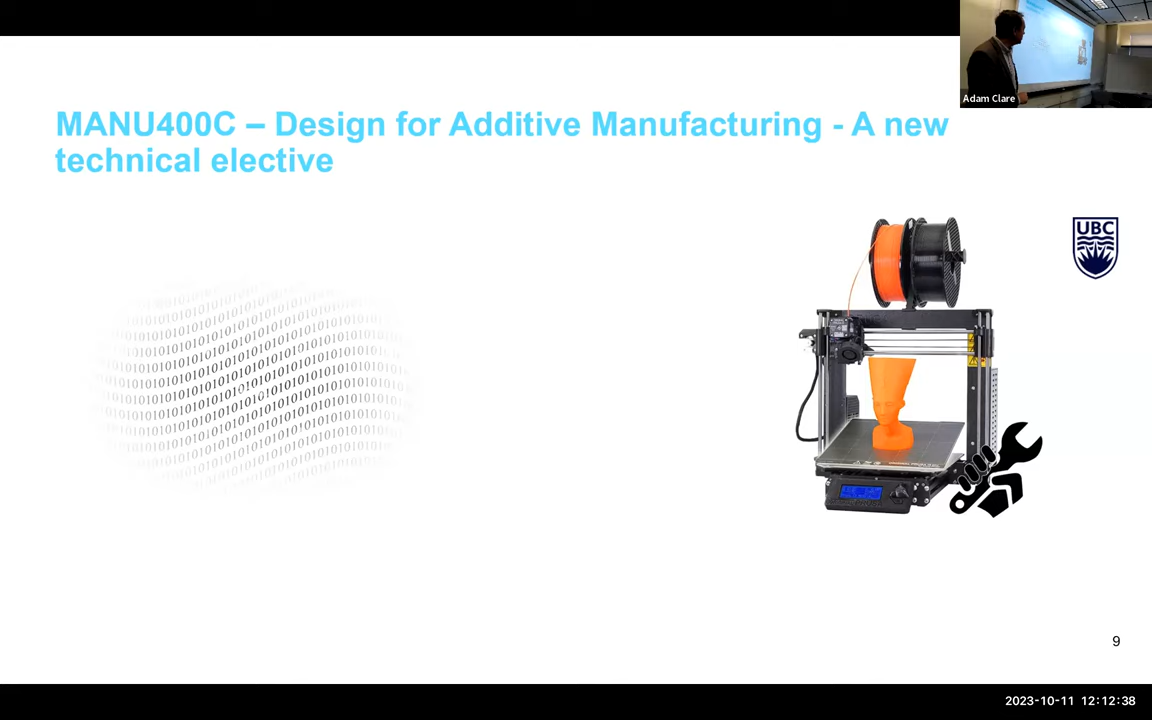 Adam Clare
MANU400C – Design for Additive Manufacturing - A new
technical elective
UBC
9
2023-10-11 12:12:38